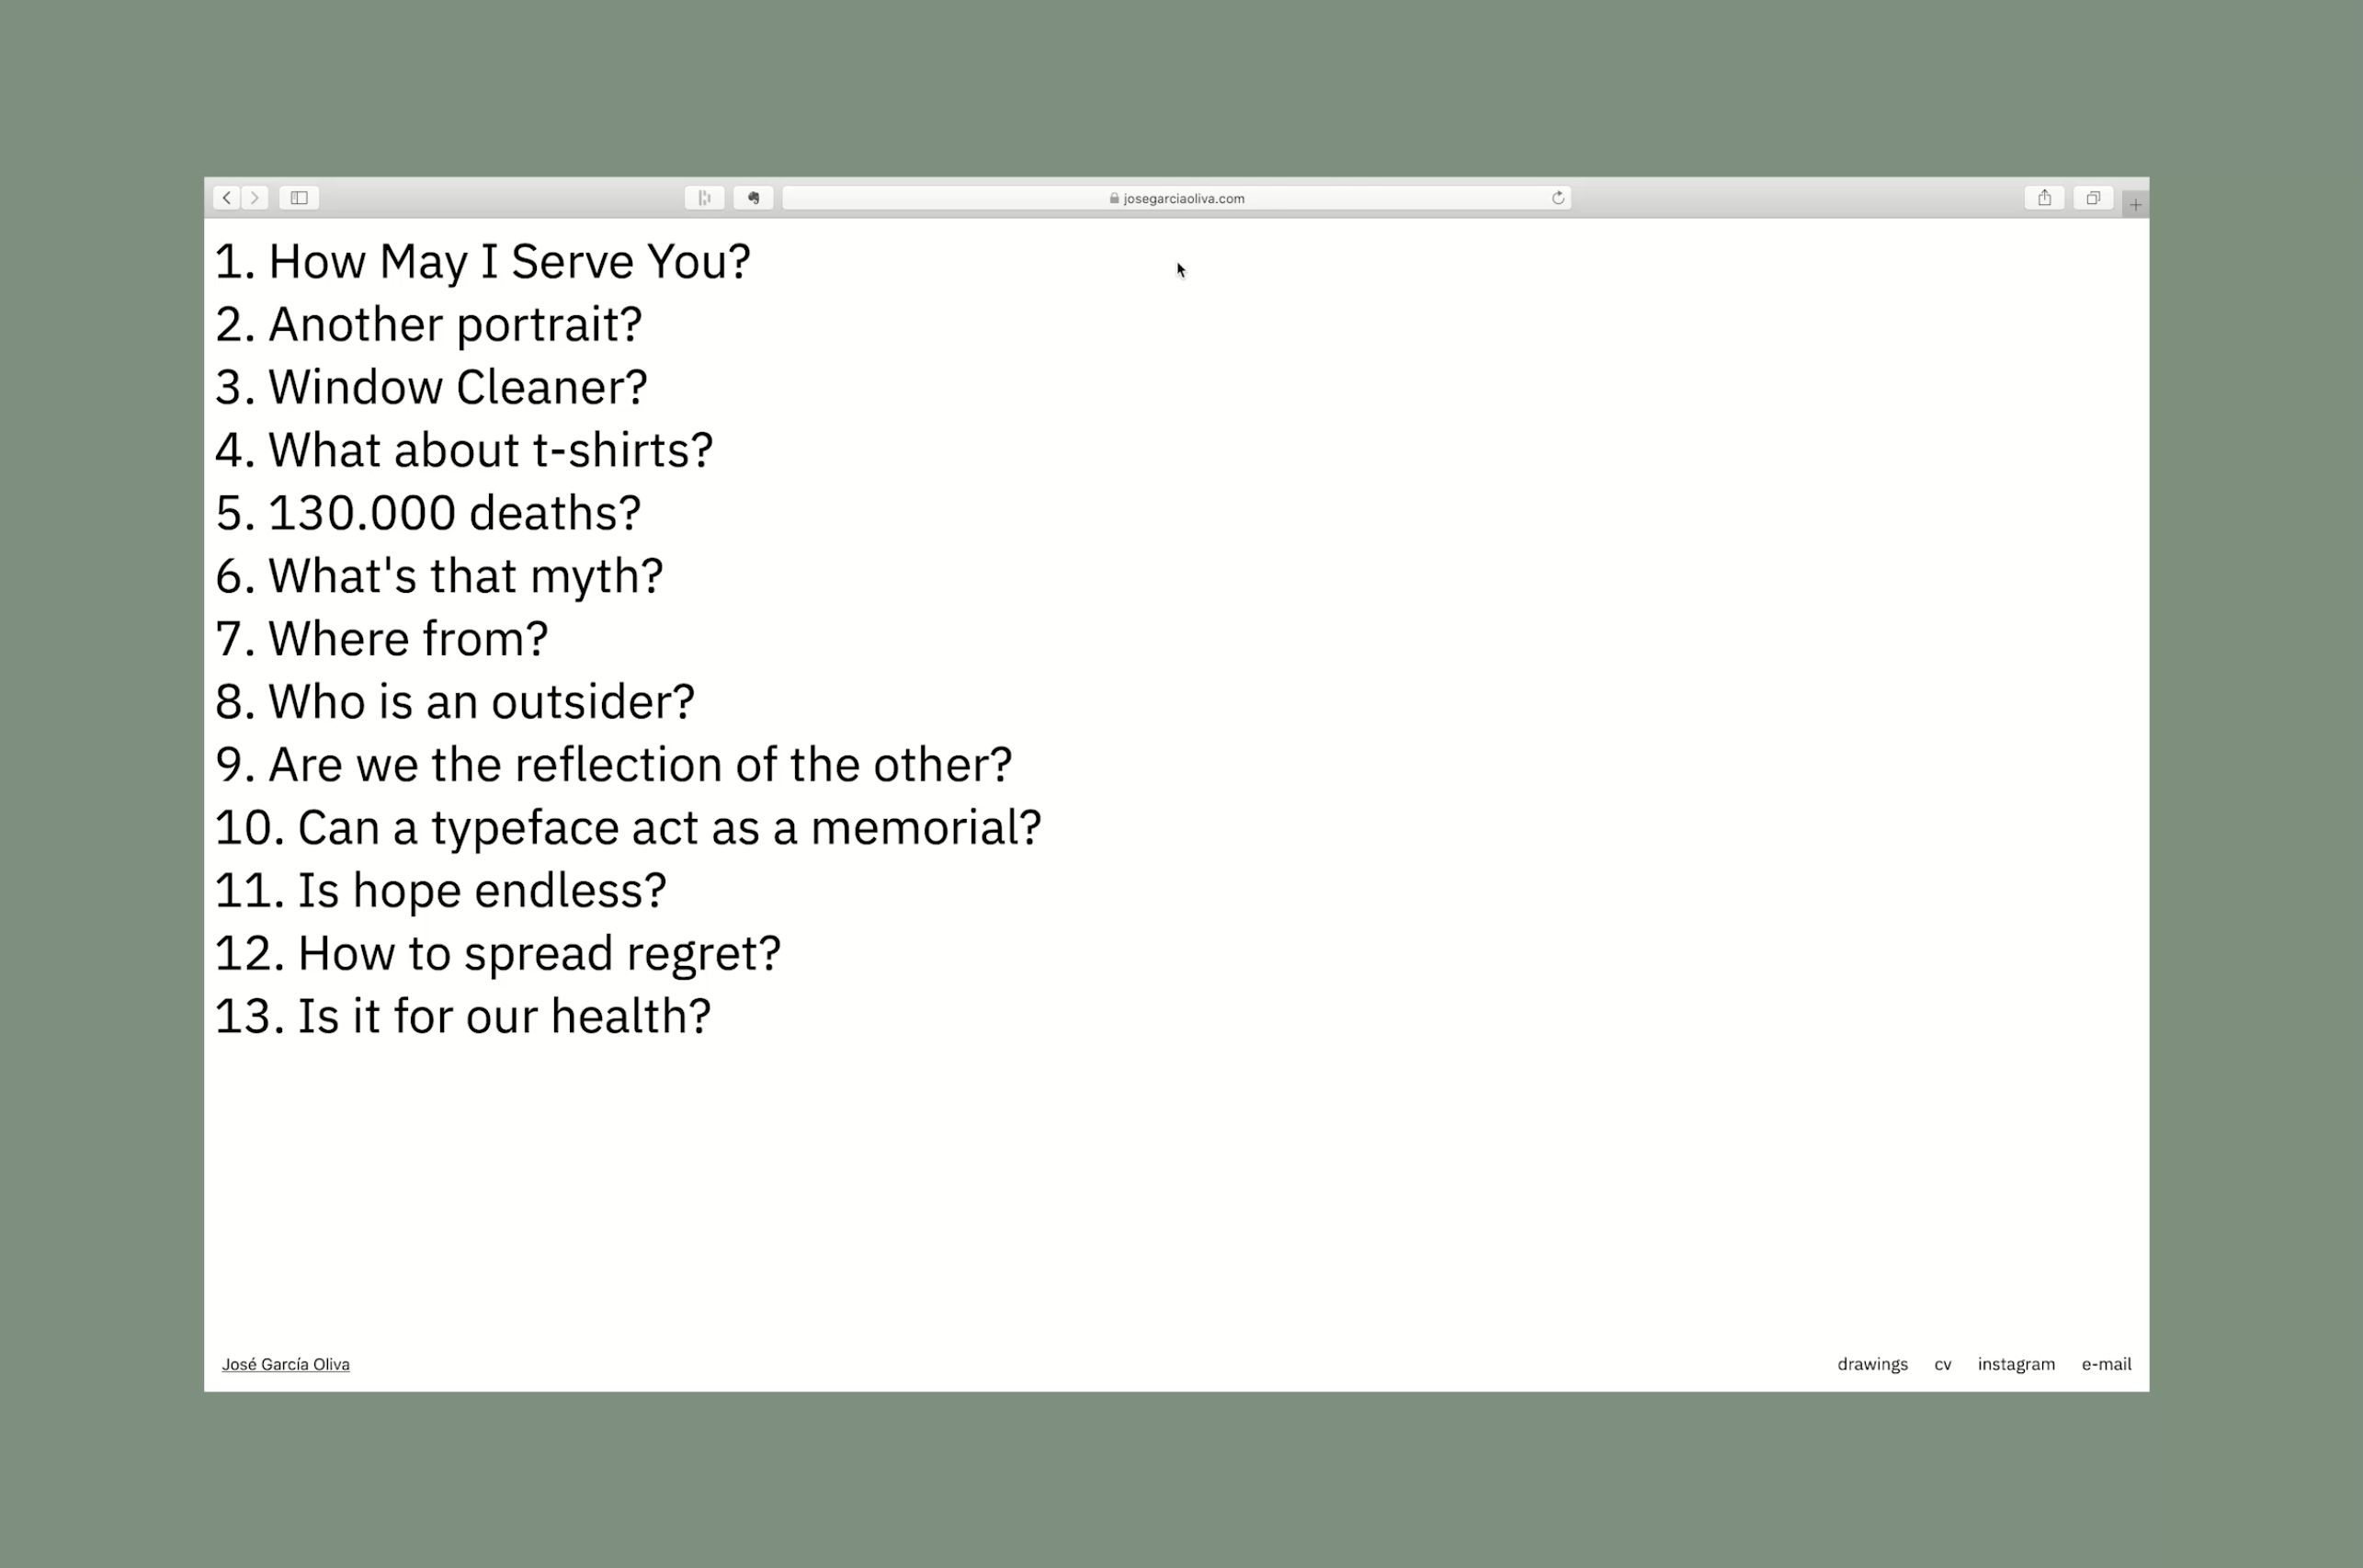 josegarciaoliva.com
1. How May I Serve You?
2. Another portrait?
3. Window Cleaner?
4. What about t-shirts?
5. 130.000 deaths?
6. What's that myth?
7. Where from?
8. Who is an outsider?
9. Are we the reflection of the other?
10. Can a typeface act as a memorial?
11. Is hope endless?
12. How to spread regret?
13. Is it for our health?
José García Oliva
drawings cv instagram e-mail